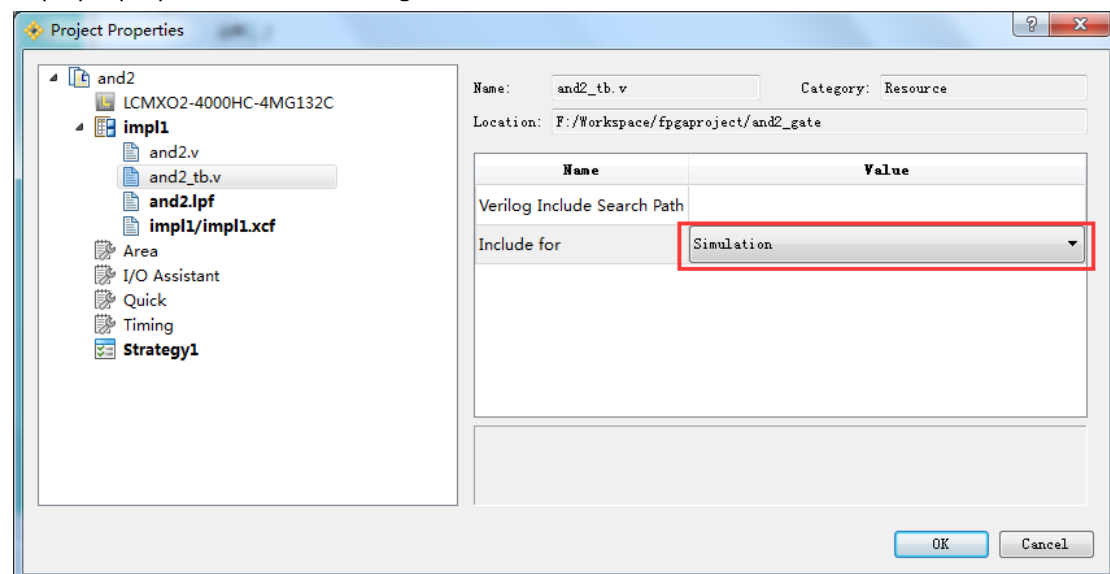 Project Properties
and2
LCMXO2-4000HC-4MG132C
impl1
and2.v
and2_tb.v
and2.lpf
impl1/impl1.xcf
Area
I/O Assistant
Quick
Timing
Strategy1
Name: and2_tb.v Category: Resource
Location: F:/Workspace/fpgaproject/and2_gate
Name Value
Verilog Include Search Path
Include for Simulation
OK Cancel